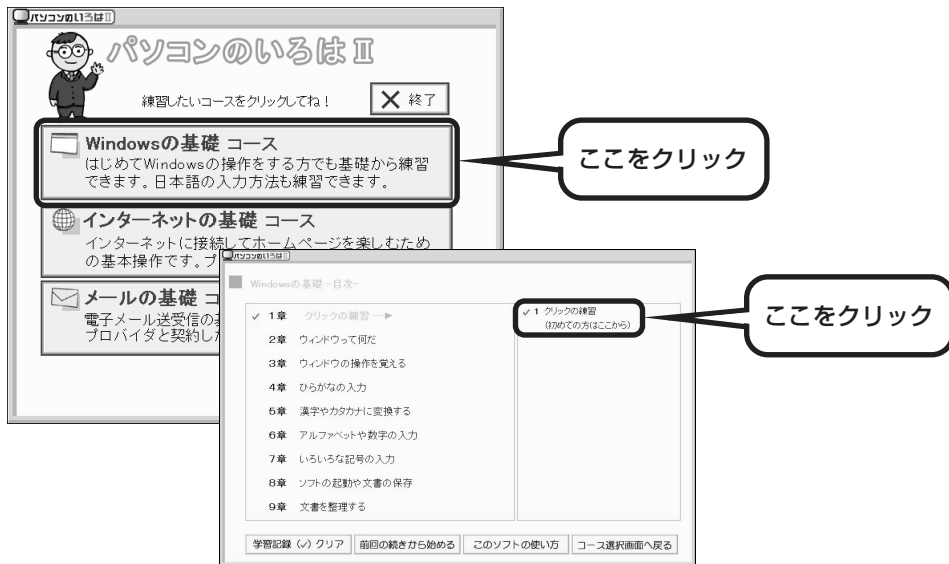 パソコンのいろはⅡ
パソコンのいろはⅡ
練習したいコースをクリックしてね！
× 終了
Windowsの基礎 コース
はじめてWindowsの操作をする方でも基礎から練習
できます。日本語の入力方法も練習できます。
ここをクリック
インターネットの基礎 コース
インターネットに接続してホームページを楽しむため
の基本操作です。プ
メールの基礎 コ
電子メール送受信の基
プロバイダと契約した
パソコンのいろはⅡ
Windowsの基礎 -目次-
✓ 1章 クリックの練習 →
2章 ウィンドウって何だ
3章 ウィンドウの操作を覚える
4章 ひらがなの入力
5章 漢字やカタカナに変換する
6章 アルファベットや数字の入力
7章 いろいろな記号の入力
8章 ソフトの起動や文書の保存
9章 文書を整理する
✓ 1 クリックの練習
(初めての方はここから)
ここをクリック
学習記録 (✓) クリア
前回の続きから始める
このソフトの使い方
コース選択画面へ戻る